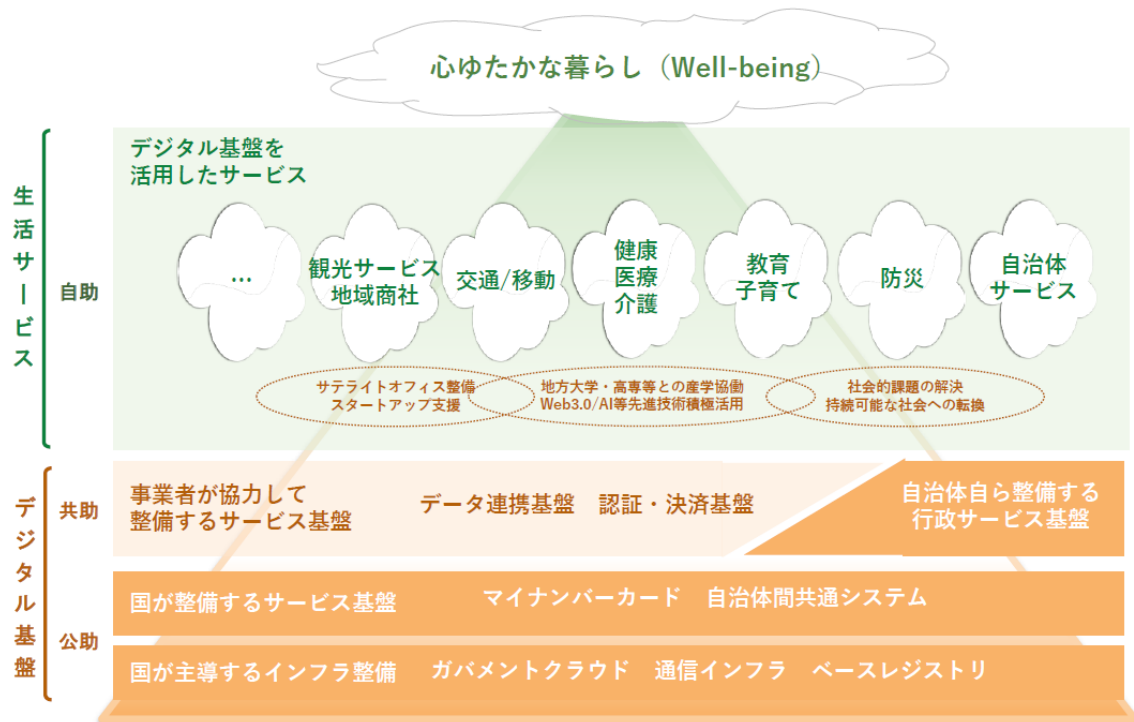 心ゆたかな暮らし（Well-being）
生活サービス
自助
デジタル基盤を
活用したサービス
...
観光サービス
地域商社
交通/移動
健康
医療
介護
教育
子育て
防災
自治体
サービス
サテライトオフィス整備
スタートアップ支援
地方大学・高専等との産学協働
Web3.0/AI等先進技術積極活用
社会的課題の解決
持続可能な社会への転換
デジタル基盤
共助
事業者が協力して
整備するサービス基盤
データ連携基盤 認証・決済基盤
自治体自ら整備する
行政サービス基盤
公助
国が整備するサービス基盤
マイナンバーカード 自治体間共通システム
国が主導するインフラ整備
ガバメントクラウド 通信インフラ ベースレジストリ